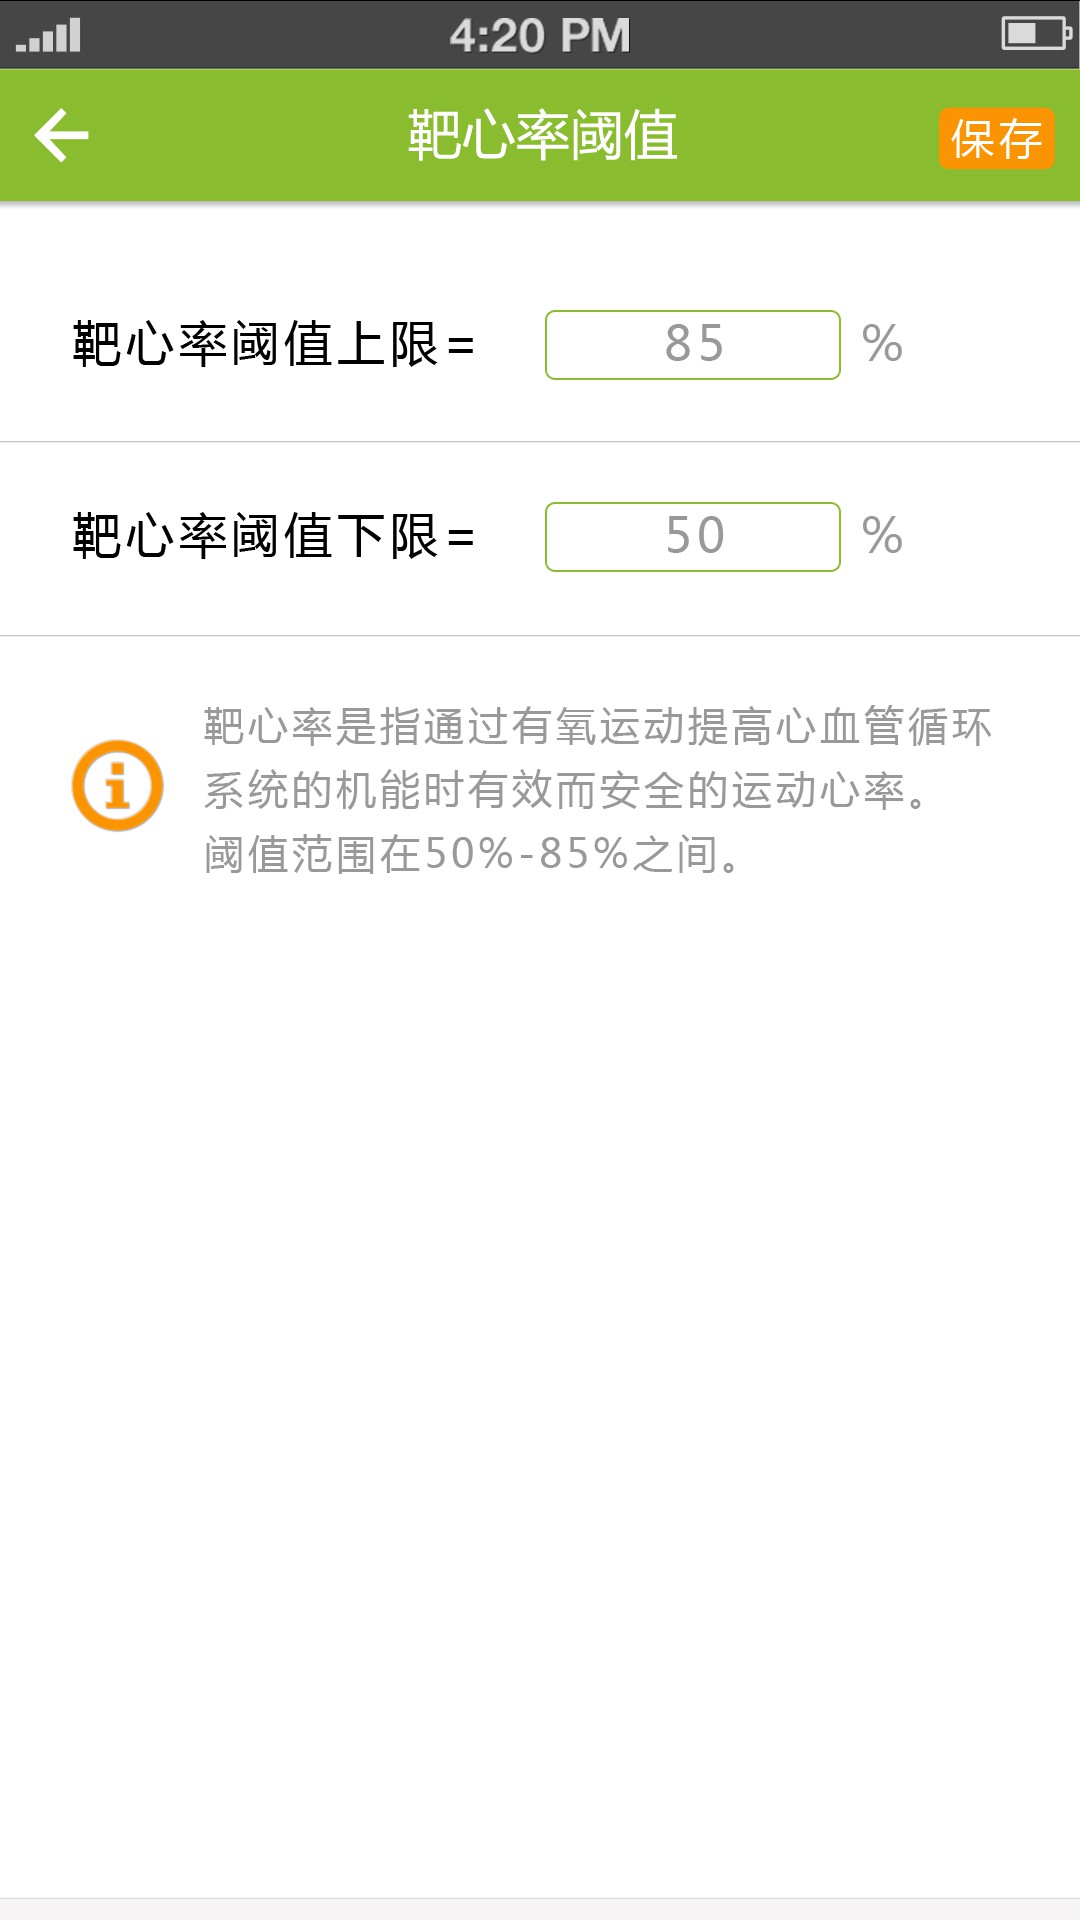 4:20 PM
靶心率阈值
保存
靶心率阈值上限= 85 %
靶心率阈值下限= 50 %
靶心率是指通过有氧运动提高心血管循环
系统的机能时有效而安全的运动心率。
阈值范围在50%-85%之间。